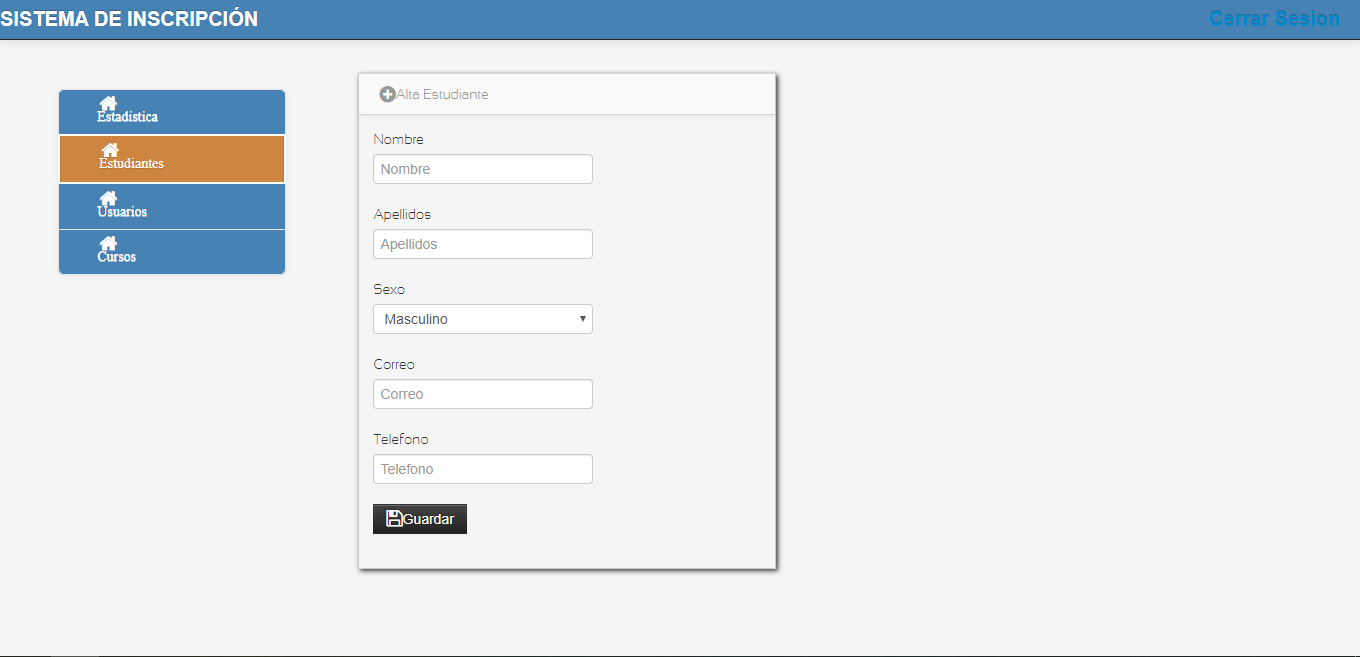 SISTEMA DE INSCRIPCIÓN
Cerrar Sesion
Estadistica
Estudiantes
Usuarios
Cursos
Alta Estudiante
Nombre
Nombre
Apellidos
Apellidos
Sexo
Masculino
Correo
Correo
Telefono
Telefono
Guardar